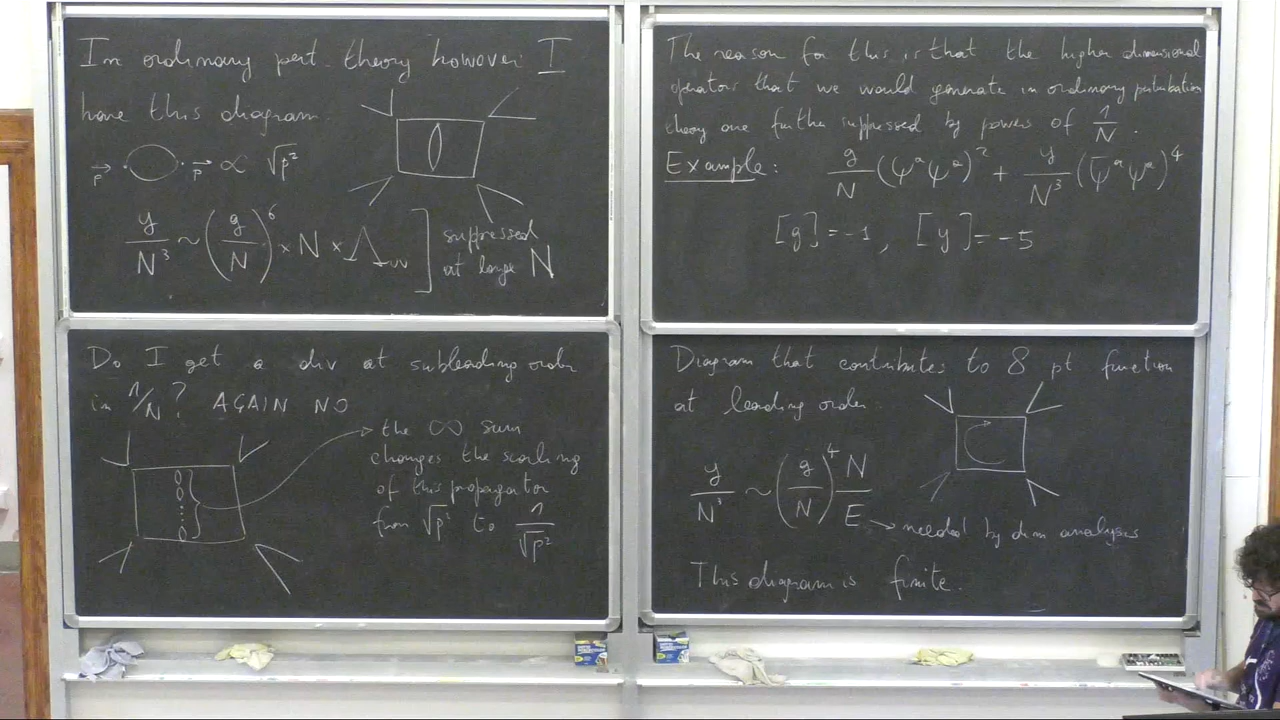 The reason for this is that the higher dimensional
operators that we would generate in ordinary perturbation
theory are further suppressed by powers of 1/N.
Example: g/N (ψ̄ᵃψᵃ)² + y/N³ (ψ̄ᵃψᵃ)⁴
[g] = -1, [y] = -5
Diagram that contributes to 8 pt function
at leading order.
y/N³ ~ (g/N)⁴ N/E → needed by dim analysis
This diagram is finite.
In ordinary pert. theory however I
have this diagram.
p → → p ∝ √p²
y/N³ ~ (g/N)⁶ × N × Λ_UV ] suppressed
at large N
Do I get a div at subleading order
in 1/N? AGAIN NO
→ the ∞ sum
changes the scaling
of this propagator
from √p² to 1/√p²